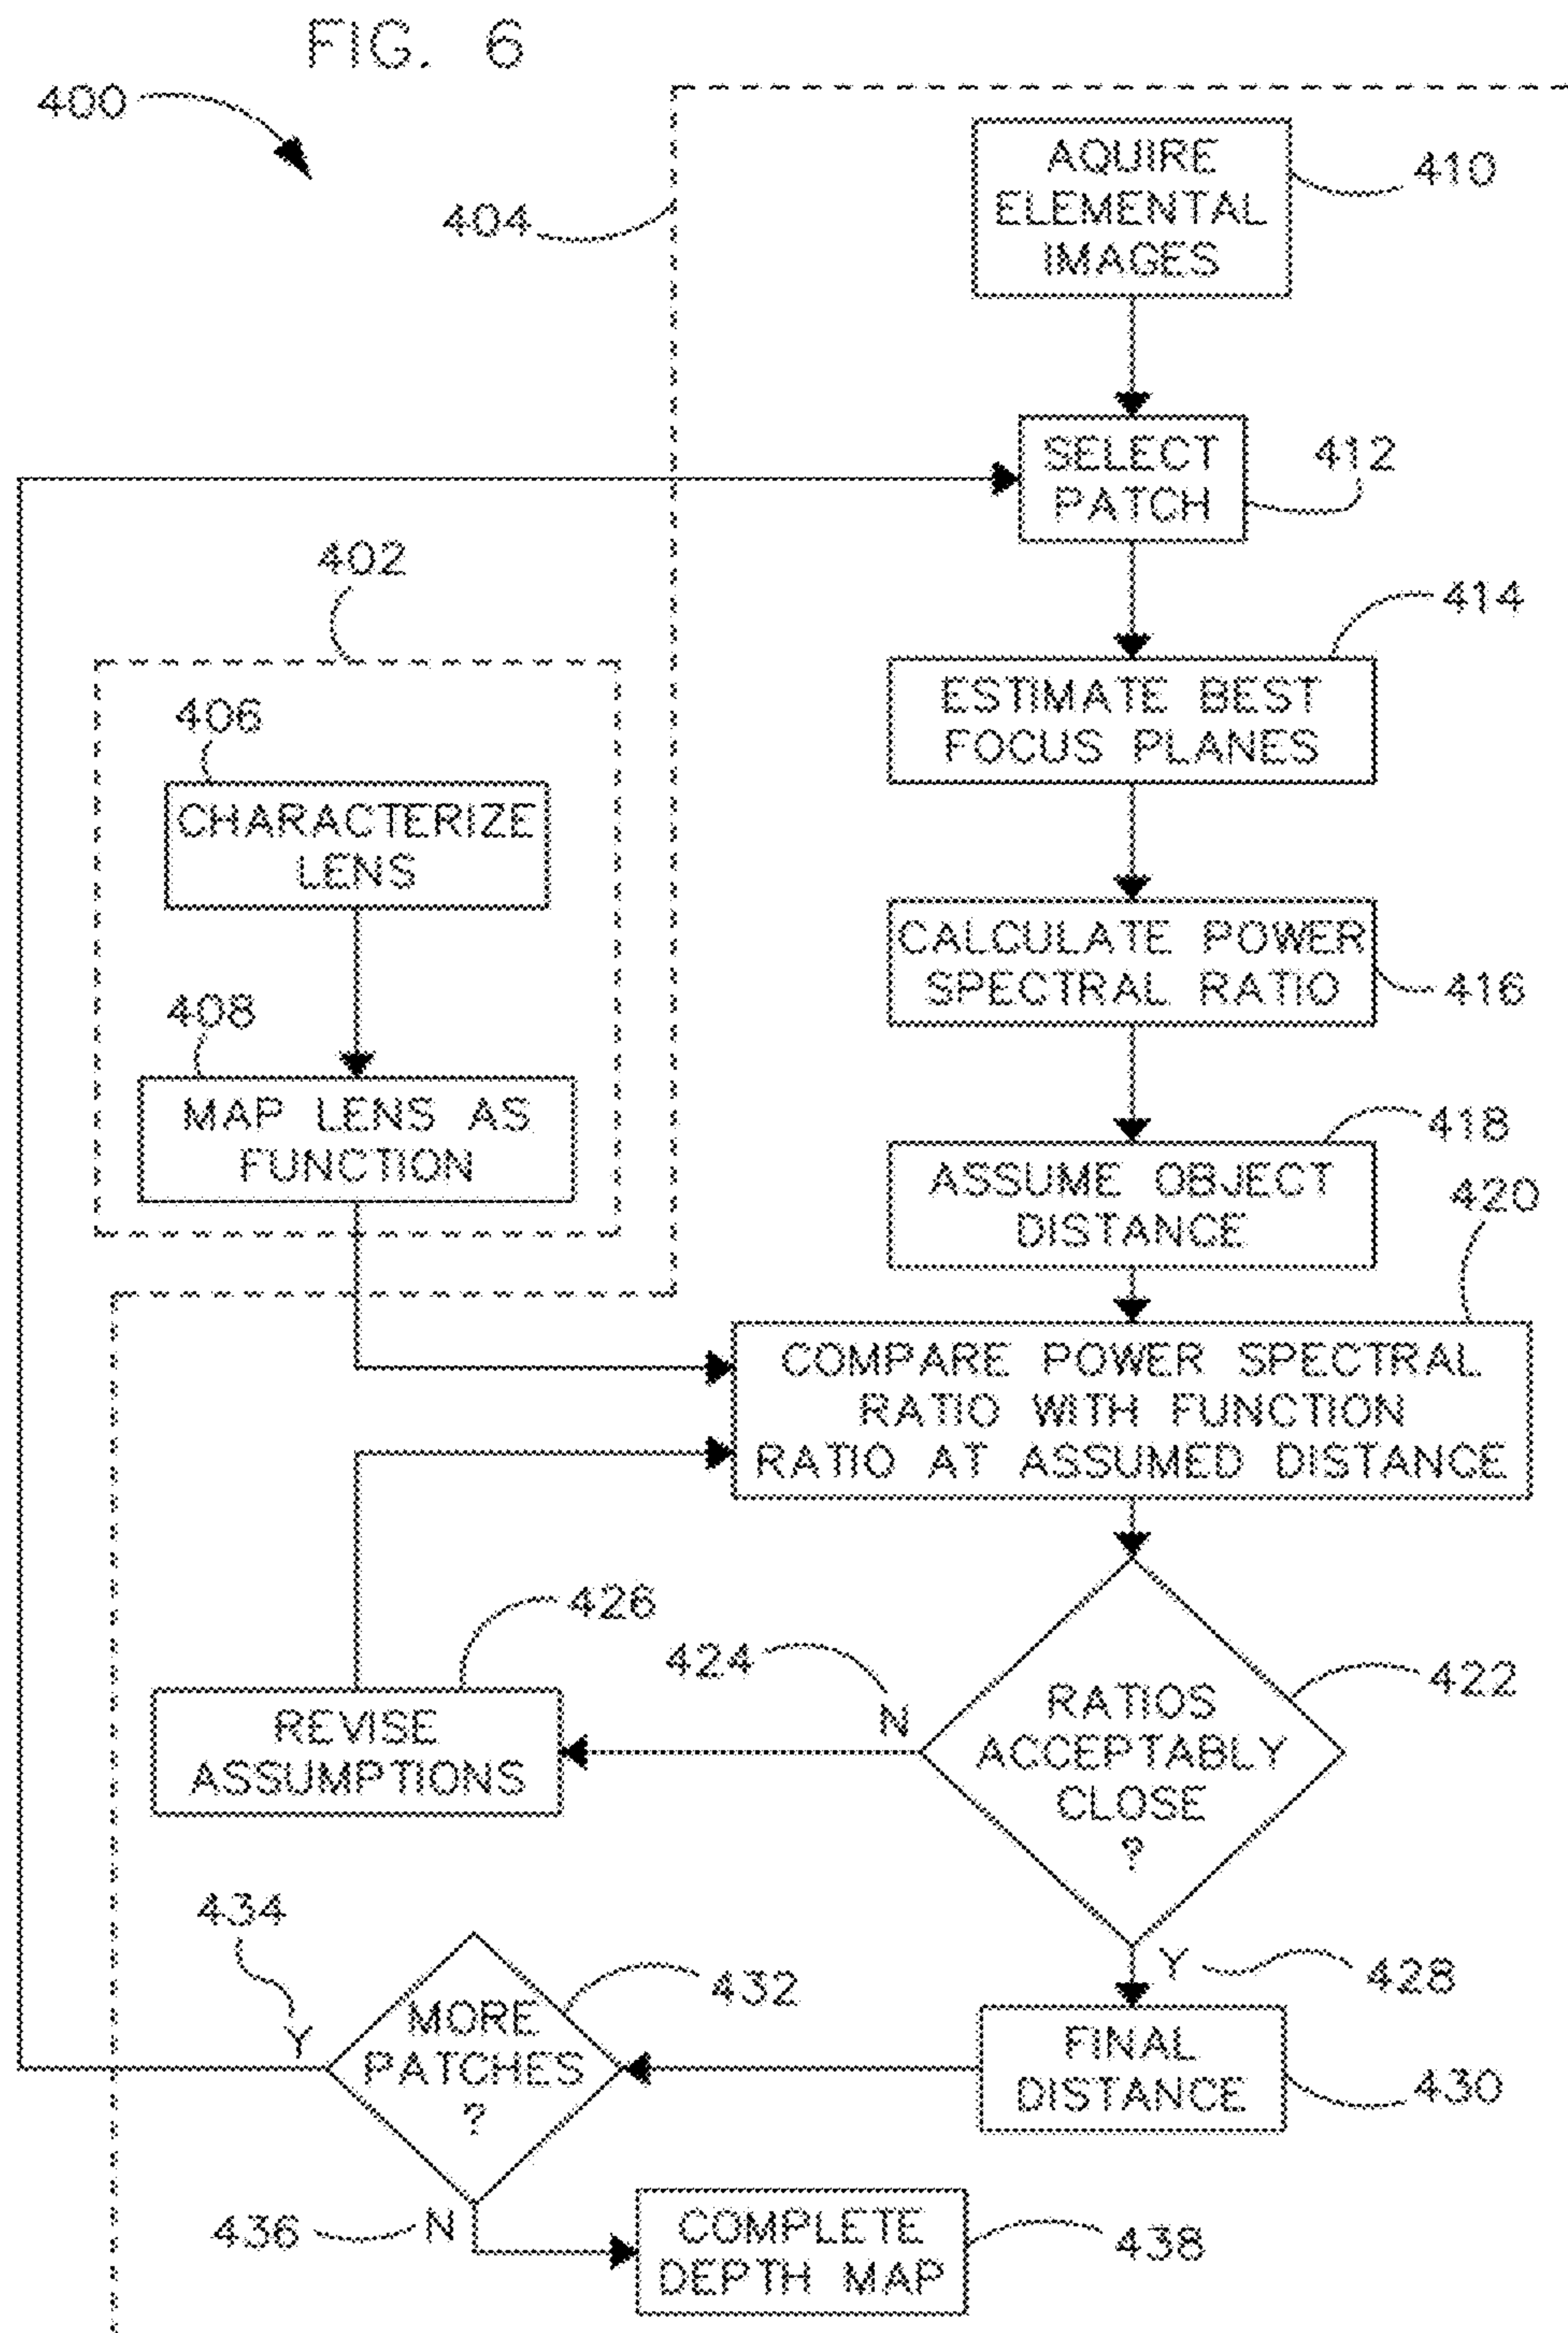 FIG. 6
400
404
AQUIRE
ELEMENTAL
IMAGES
410
SELECT
PATCH
412
402
414
ESTIMATE BEST
FOCUS PLANES
406
CHARACTERIZE
LENS
CALCULATE POWER
SPECTRAL RATIO
416
408
MAP LENS AS
FUNCTION
418
ASSUME OBJECT
DISTANCE
420
COMPARE POWER SPECTRAL
RATIO WITH FUNCTION
RATIO AT ASSUMED DISTANCE
426
424
N
422
REVISE
ASSUMPTIONS
RATIOS
ACCEPTABLY
CLOSE
?
434
Y
432
MORE
PATCHES
?
Y
428
FINAL
DISTANCE
430
436
N
COMPLETE
DEPTH MAP
438